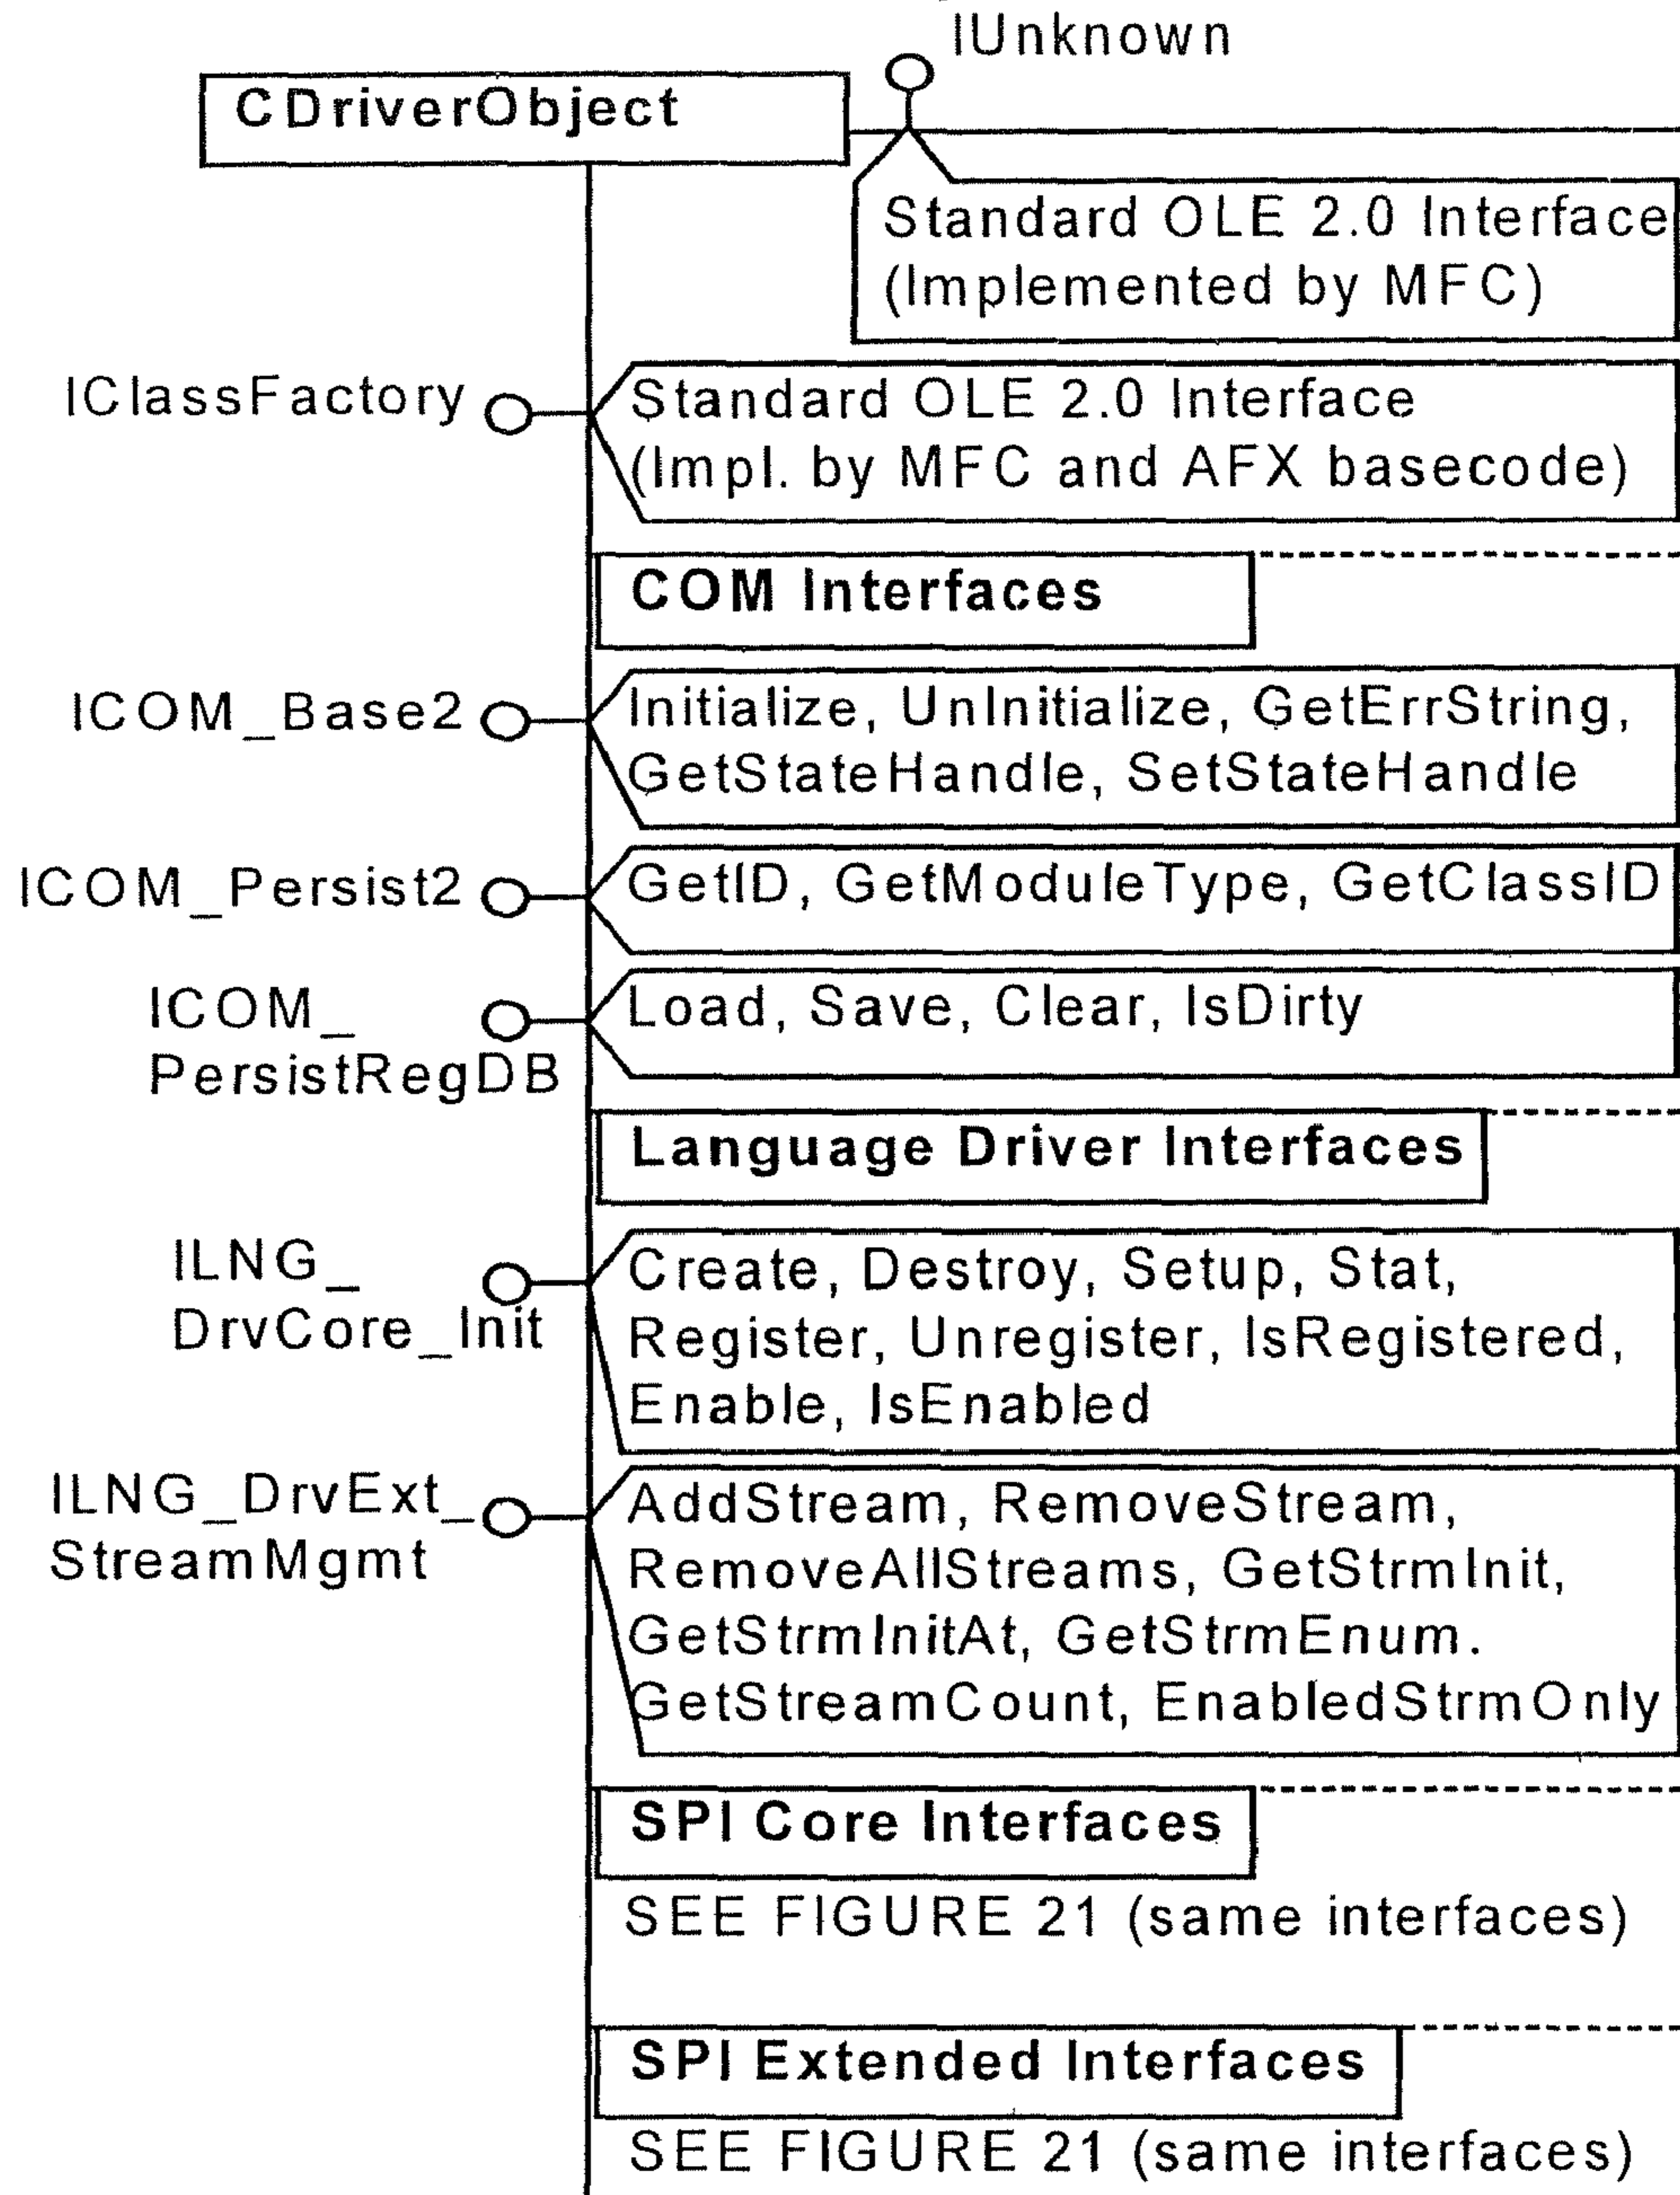 IUnknown
CDriverObject
Standard OLE 2.0 Interface
(Implemented by MFC)
IClassFactory
Standard OLE 2.0 Interface
(Impl. by MFC and AFX basecode)
COM Interfaces
ICOM_Base2
Initialize, UnInitialize, GetErrString,
GetStateHandle, SetStateHandle
ICOM_Persist2
GetID, GetModuleType, GetClassID
ICOM_
PersistRegDB
Load, Save, Clear, IsDirty
Language Driver Interfaces
ILNG_
DrvCore_Init
Create, Destroy, Setup, Stat,
Register, Unregister, IsRegistered,
Enable, IsEnabled
ILNG_DrvExt_
StreamMgmt
AddStream, RemoveStream,
RemoveAllStreams, GetStrmInit,
GetStrmInitAt, GetStrmEnum.
GetStreamCount, EnabledStrmOnly
SPI Core Interfaces
SEE FIGURE 21 (same interfaces)
SPI Extended Interfaces
SEE FIGURE 21 (same interfaces)